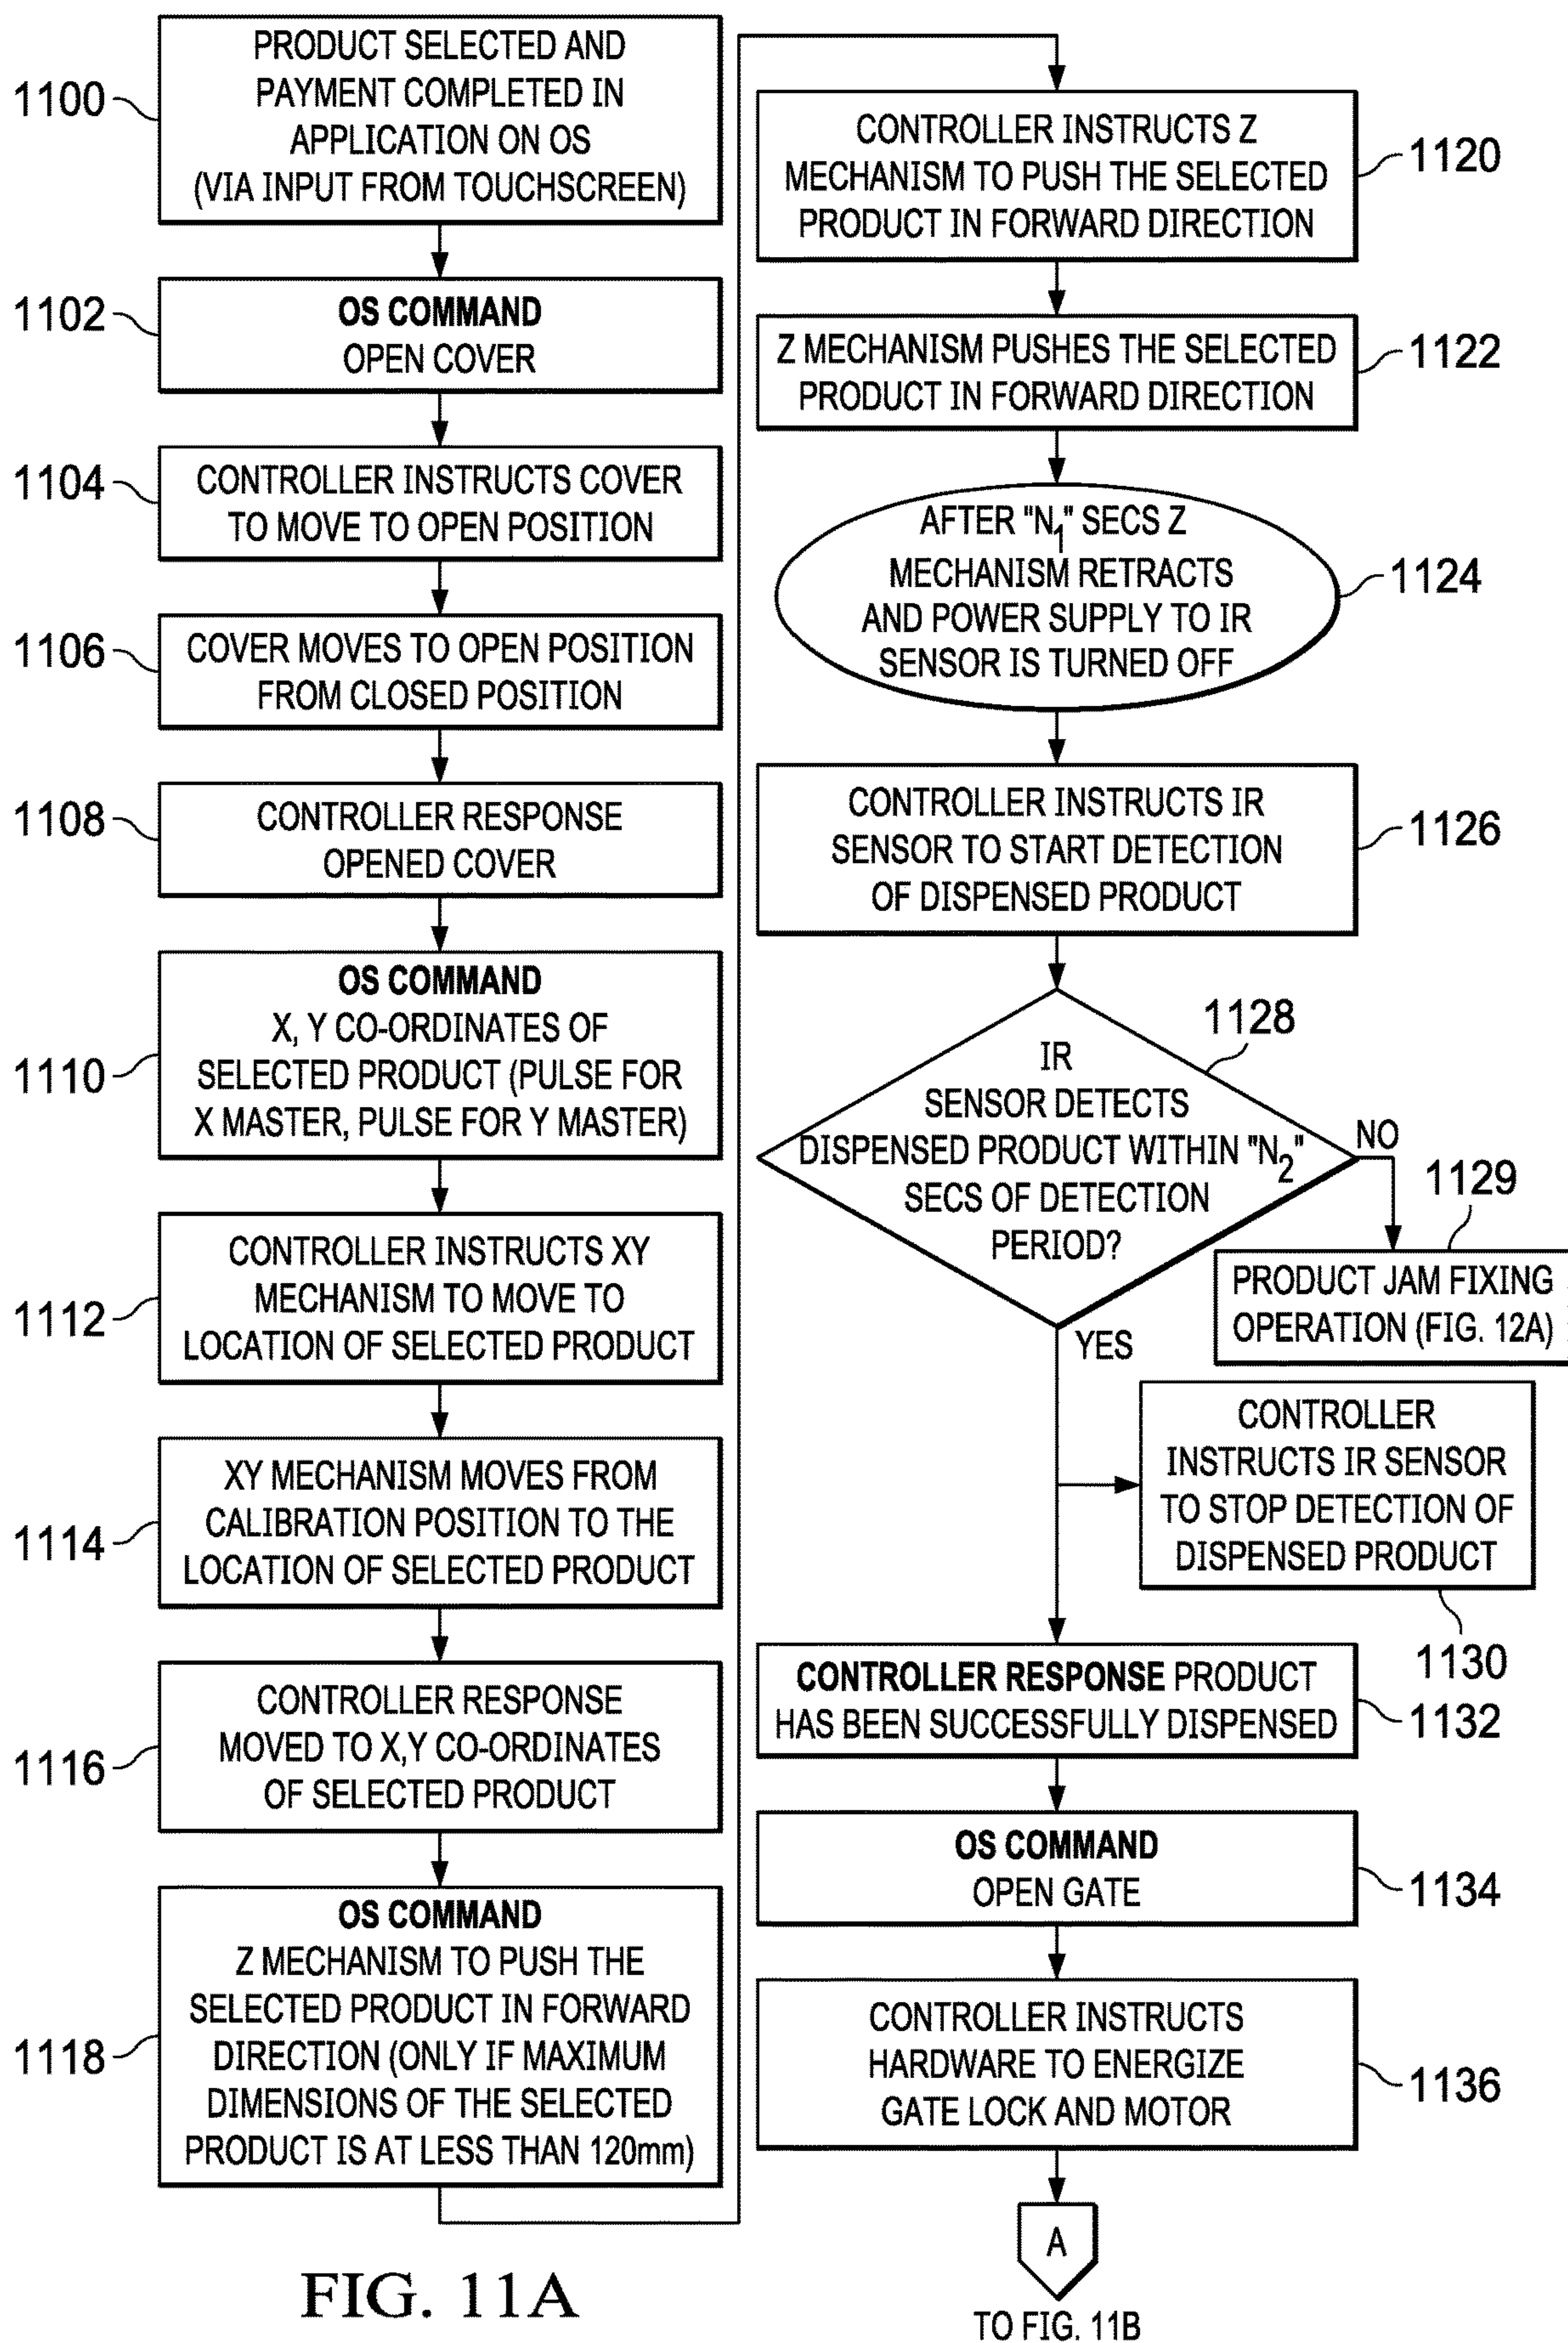 1100
PRODUCT SELECTED AND
PAYMENT COMPLETED IN
APPLICATION ON OS
(VIA INPUT FROM TOUCHSCREEN)
1102
OS COMMAND
OPEN COVER
1104
CONTROLLER INSTRUCTS COVER
TO MOVE TO OPEN POSITION
1106
COVER MOVES TO OPEN POSITION
FROM CLOSED POSITION
1108
CONTROLLER RESPONSE
OPENED COVER
1110
OS COMMAND
X, Y CO-ORDINATES OF
SELECTED PRODUCT (PULSE FOR
X MASTER, PULSE FOR Y MASTER)
1112
CONTROLLER INSTRUCTS XY
MECHANISM TO MOVE TO
LOCATION OF SELECTED PRODUCT
1114
XY MECHANISM MOVES FROM
CALIBRATION POSITION TO THE
LOCATION OF SELECTED PRODUCT
1116
CONTROLLER RESPONSE
MOVED TO X,Y CO-ORDINATES
OF SELECTED PRODUCT
1118
OS COMMAND
Z MECHANISM TO PUSH THE
SELECTED PRODUCT IN FORWARD
DIRECTION (ONLY IF MAXIMUM
DIMENSIONS OF THE SELECTED
PRODUCT IS AT LESS THAN 120mm)
CONTROLLER INSTRUCTS Z
MECHANISM TO PUSH THE SELECTED
PRODUCT IN FORWARD DIRECTION
1120
Z MECHANISM PUSHES THE SELECTED
PRODUCT IN FORWARD DIRECTION
1122
AFTER "N1" SECS Z
MECHANISM RETRACTS
AND POWER SUPPLY TO IR
SENSOR IS TURNED OFF
1124
CONTROLLER INSTRUCTS IR
SENSOR TO START DETECTION
OF DISPENSED PRODUCT
1126
1128
IR
SENSOR DETECTS
DISPENSED PRODUCT WITHIN "N2"
SECS OF DETECTION
PERIOD?
NO
1129
PRODUCT JAM FIXING
OPERATION (FIG. 12A)
YES
CONTROLLER
INSTRUCTS IR SENSOR
TO STOP DETECTION OF
DISPENSED PRODUCT
1130
CONTROLLER RESPONSE PRODUCT
HAS BEEN SUCCESSFULLY DISPENSED
1132
OS COMMAND
OPEN GATE
1134
CONTROLLER INSTRUCTS
HARDWARE TO ENERGIZE
GATE LOCK AND MOTOR
1136
A
TO FIG. 11B
FIG. 11A